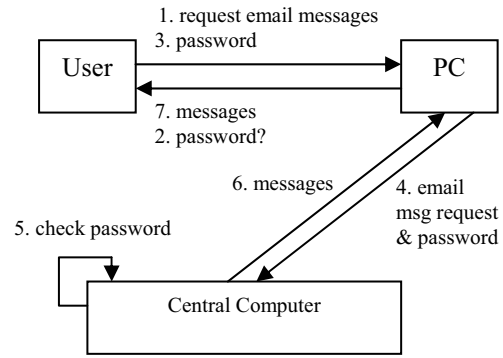 1. request email messages
3. password
User
PC
7. messages
2. password?
6. messages
4. email
msg request
& password
5. check password
Central Computer